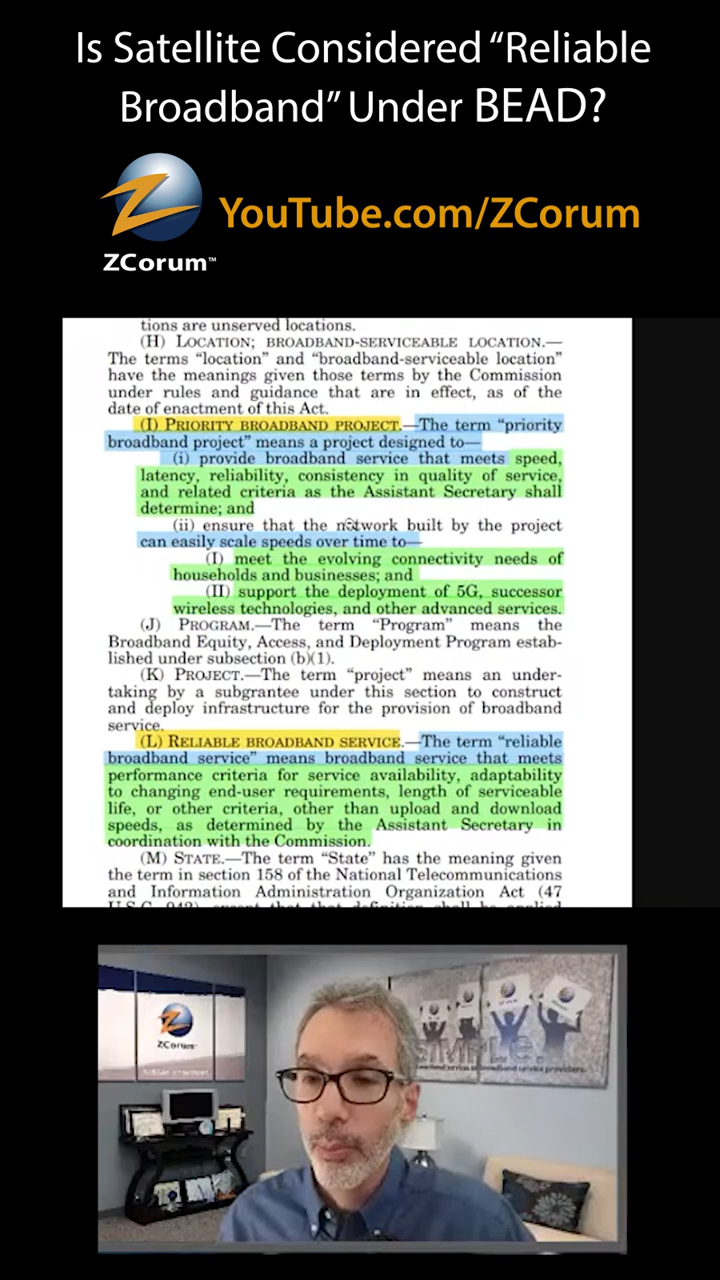 Is Satellite Considered “Reliable
Broadband” Under BEAD?
YouTube.com/ZCorum
ZCorum™
tions are unserved locations.
(H) LOCATION; BROADBAND-SERVICEABLE LOCATION.—
The terms “location” and “broadband-serviceable location”
have the meanings given those terms by the Commission
under rules and guidance that are in effect, as of the
date of enactment of this Act.
(I) PRIORITY BROADBAND PROJECT.—The term “priority
broadband project” means a project designed to—
(i) provide broadband service that meets speed,
latency, reliability, consistency in quality of service,
and related criteria as the Assistant Secretary shall
determine; and
(ii) ensure that the network built by the project
can easily scale speeds over time to—
(I) meet the evolving connectivity needs of
households and businesses; and
(II) support the deployment of 5G, successor
wireless technologies, and other advanced services.
(J) PROGRAM.—The term “Program” means the
Broadband Equity, Access, and Deployment Program estab-
lished under subsection (b)(1).
(K) PROJECT.—The term “project” means an under-
taking by a subgrantee under this section to construct
and deploy infrastructure for the provision of broadband
service.
(L) RELIABLE BROADBAND SERVICE.—The term “reliable
broadband service” means broadband service that meets
performance criteria for service availability, adaptability
to changing end-user requirements, length of serviceable
life, or other criteria, other than upload and download
speeds, as determined by the Assistant Secretary in
coordination with the Commission.
(M) STATE.—The term “State” has the meaning given
the term in section 158 of the National Telecommunications
and Information Administration Organization Act (47
U.S.C. 942), except that that definition shall be applied
ZCorum